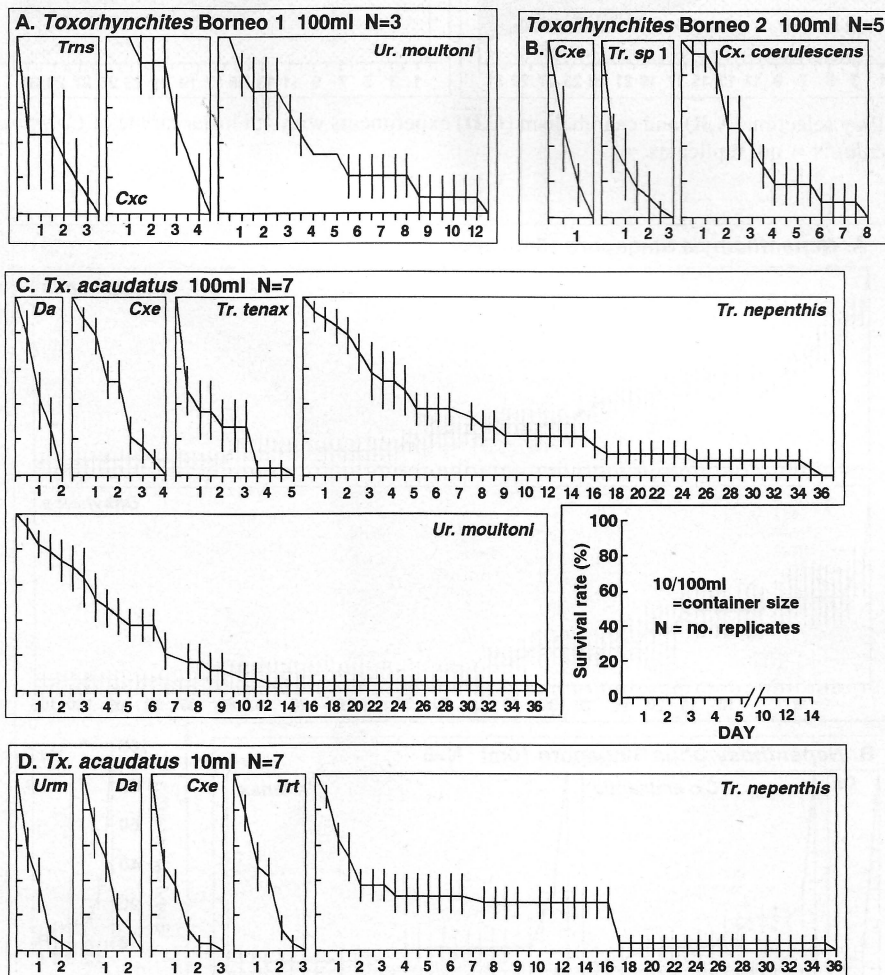 A. Toxorhynchites Borneo 1 100ml N=3
Trns
Cxc
Ur. moultoni
1 2 3
1 2 3 4
1 2 3 4 5 6 7 8 9 10 11 12
Toxorhynchites Borneo 2 100ml N=5
B.
Cxe
Tr. sp 1
Cx. coerulescens
1
1 2 3
1 2 3 4 5 6 7 8
C. Tx. acaudatus 100ml N=7
Da
Cxe
Tr. tenax
Tr. nepenthis
1 2
1 2 3 4
1 2 3 4 5
1 2 3 4 5 6 7 8 9 10 12 14 16 18 20 22 24 26 28 30 32 34 36
Ur. moultoni
1 2 3 4 5 6 7 8 9 10 12 14 16 18 20 22 24 26 28 30 32 34 36
100
80
60
40
20
0
Survival rate (%)
10/100ml
=container size
N = no. replicates
1 2 3 4 5 10 12 14
DAY
D. Tx. acaudatus 10ml N=7
Urm
Da
Cxe
Trt
Tr. nepenthis
1 2
1 2
1 2 3
1 2 3
1 2 3 4 5 6 7 8 9 10 12 14 16 18 20 22 24 26 28 30 32 34 36